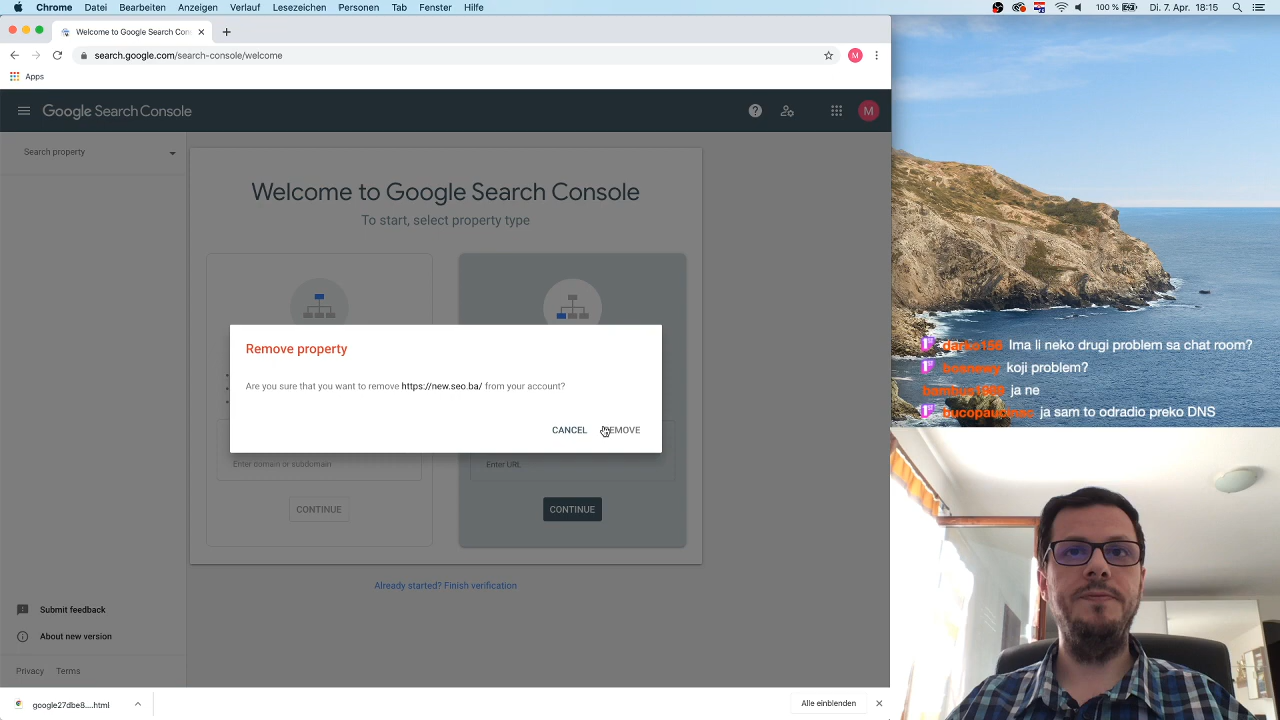 Chrome Datei Bearbeiten Anzeigen Verlauf Lesezeichen Personen Tab Fenster Hilfe
100 % Di. 7. Apr. 18:15
Welcome to Google Search Con
search.google.com/search-console/welcome
M
Apps
Google Search Console
M
Search property
Welcome to Google Search Console
To start, select property type
Remove property
Are you sure that you want to remove https://new.seo.ba/ from your account?
CANCEL
Enter domain or subdomain
Enter URL
CONTINUE
CONTINUE
Already started? Finish verification
Submit feedback
About new version
Privacy Terms
google27dbe8....html
Alle einblenden
Ima li neko drugi problem sa chat room?
koji problem?
ja ne
ja sam to odradio preko DNS